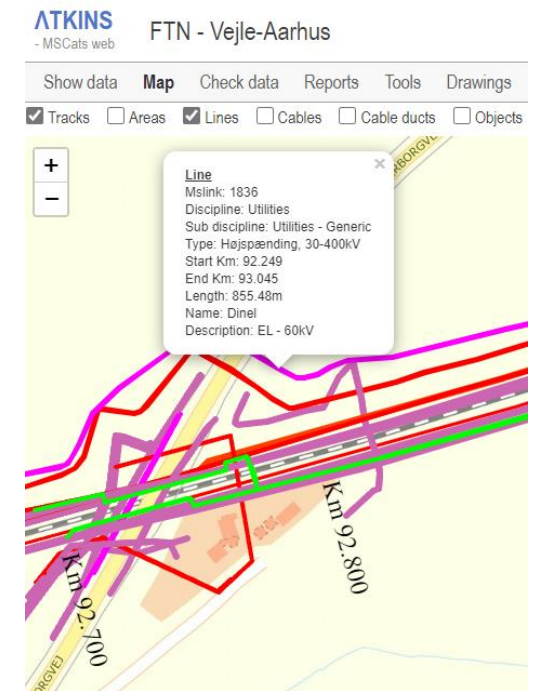 ATKINS
- MSCats web
FTN - Vejle-Aarhus
Show data Map Check data Reports Tools Drawings
Tracks Areas Lines Cables Cable ducts Objects
+
−
×
Line
Mslink: 1836
Discipline: Utilities
Sub discipline: Utilities - Generic
Type: Højspænding, 30-400kV
Start Km: 92.249
End Km: 93.045
Length: 855.48m
Name: Dinel
Description: EL - 60kV
Km 92.800
Km 92.700